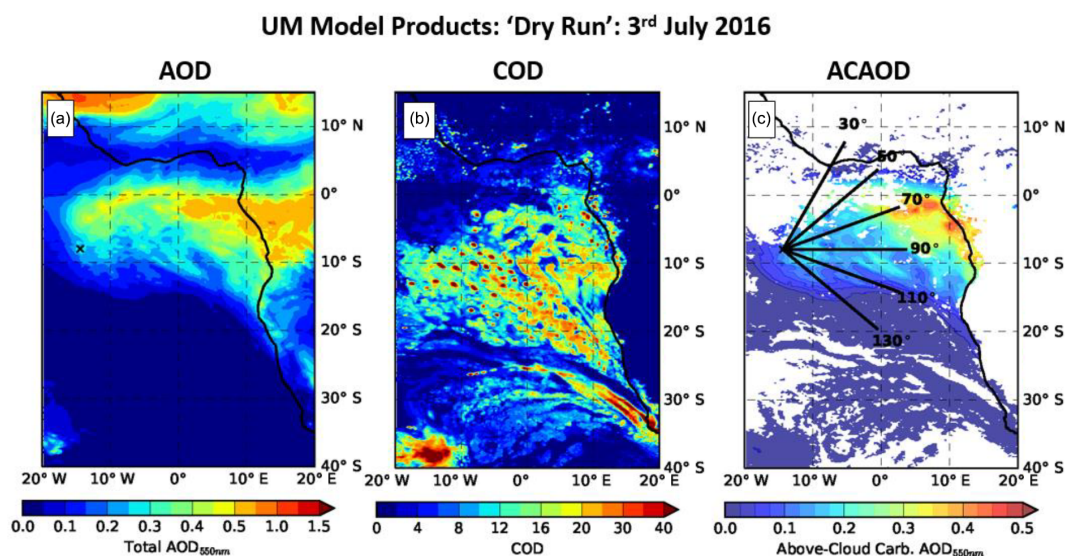 UM Model Products: ‘Dry Run’: 3rd July 2016
AOD
COD
ACAOD
(a)
(b)
(c)
10° N
0°
10° S
20° S
30° S
40° S
20° W
10° W
0°
10° E
20° E
10° N
0°
10° S
20° S
30° S
40° S
20° W
10° W
0°
10° E
20° E
30°
50°
70°
90°
110°
130°
10° N
0°
10° S
20° S
30° S
40° S
20° W
10° W
0°
10° E
20° E
0.0 0.1 0.2 0.3 0.4 0.5 1.0 1.5
Total AOD550nm
0 4 8 12 16 20 30 40
COD
0.0 0.1 0.2 0.3 0.4 0.5
Above-Cloud Carb. AOD550nm